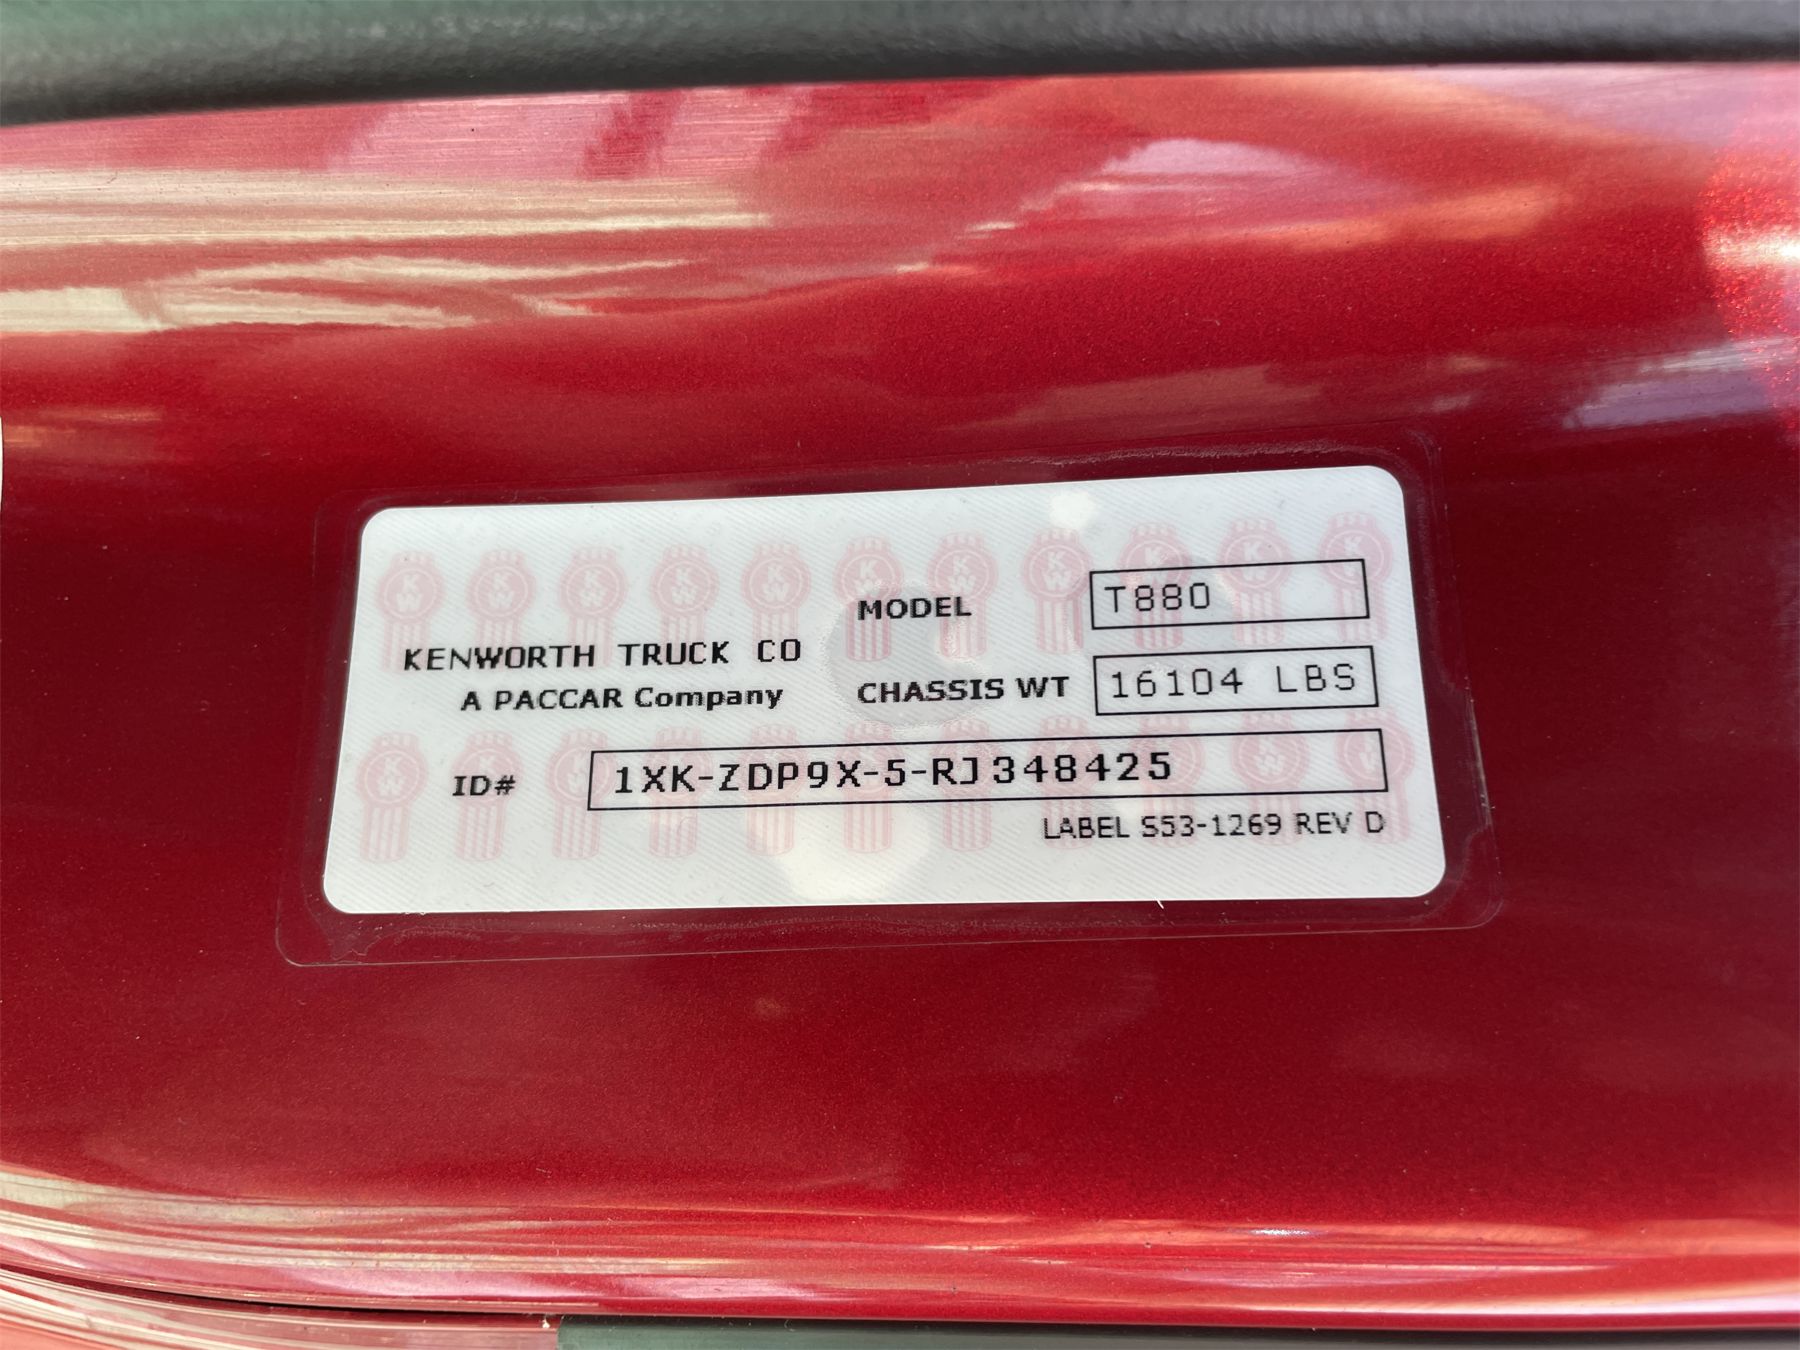 MODEL T880
KENWORTH TRUCK CO
A PACCAR Company
CHASSIS WT 16104 LBS
ID# 1XK-ZDP9X-5-RJ348425
LABEL S53-1269 REV D